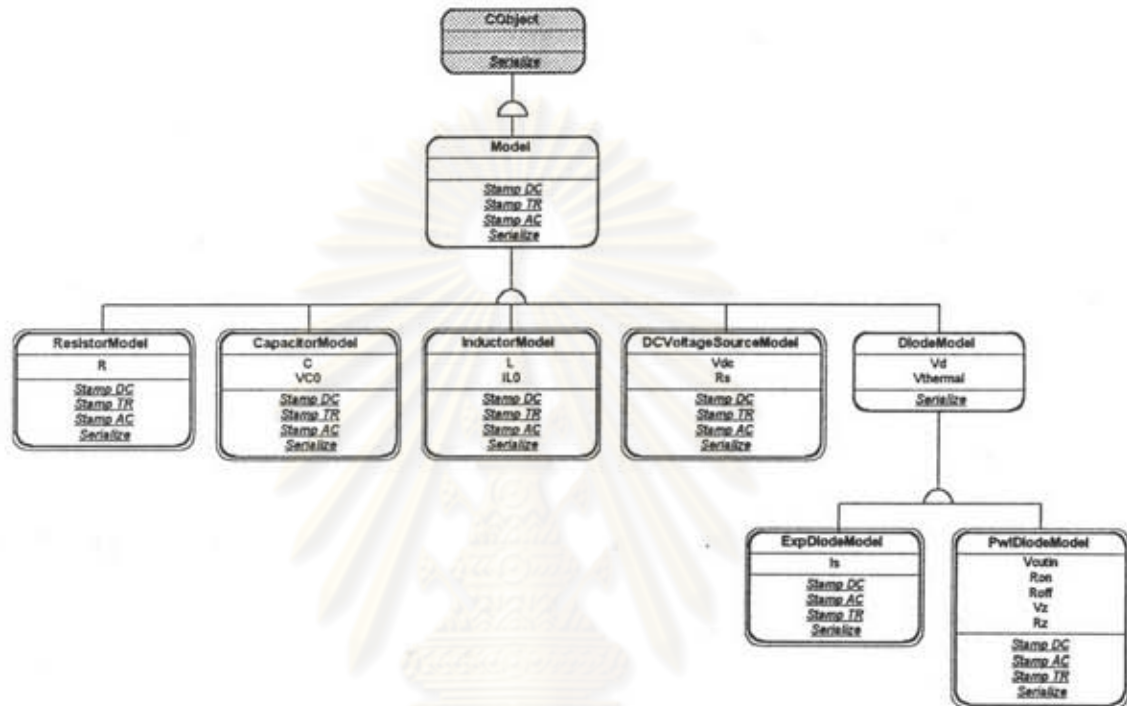 CObject
Serialize
Model
Stamp DC
Stamp TR
Stamp AC
Serialize
ResistorModel
R
Stamp DC
Stamp TR
Stamp AC
Serialize
CapacitorModel
C
VC0
Stamp DC
Stamp TR
Stamp AC
Serialize
InductorModel
L
IL0
Stamp DC
Stamp TR
Stamp AC
Serialize
DCVoltageSourceModel
Vdc
Rs
Stamp DC
Stamp TR
Stamp AC
Serialize
DiodeModel
Vd
Vthermal
Serialize
ExpDiodeModel
Is
Stamp DC
Stamp AC
Stamp TR
Serialize
PwlDiodeModel
Vcutin
Ron
Roff
Vz
Rz
Stamp DC
Stamp AC
Stamp TR
Serialize